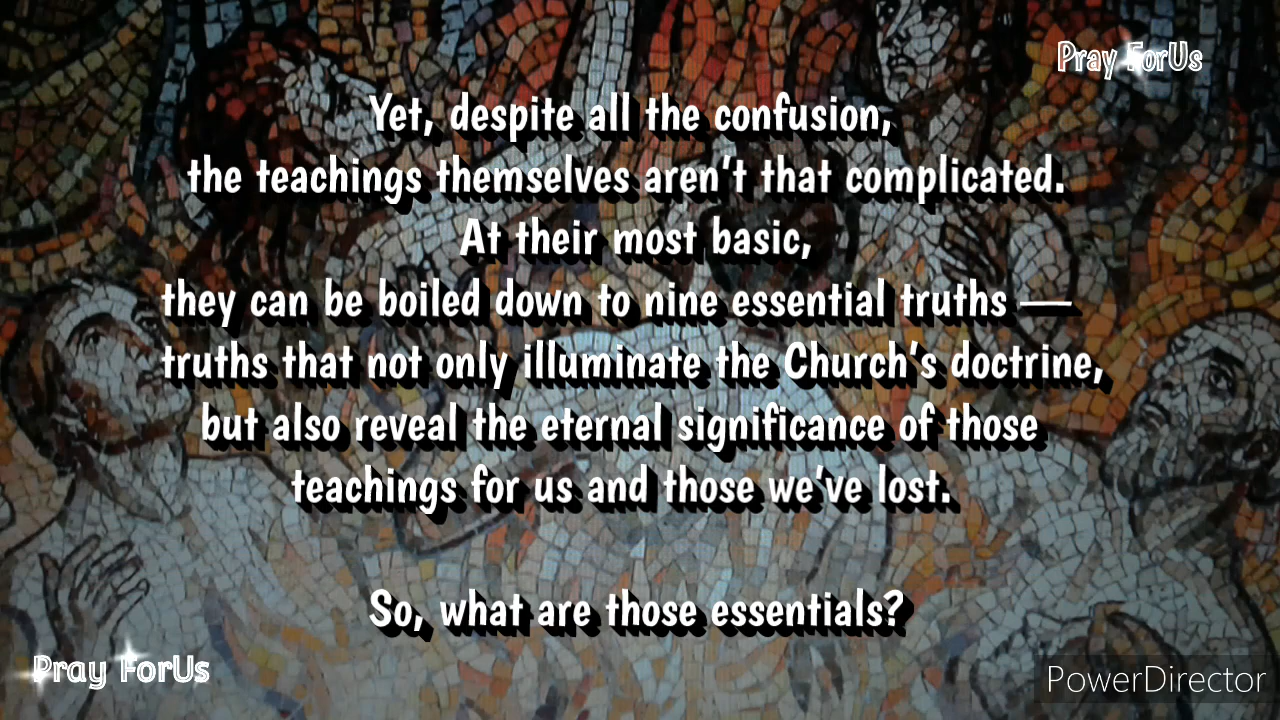 Pray ForUs
Yet, despite all the confusion,
the teachings themselves aren't that complicated.
At their most basic,
they can be boiled down to nine essential truths —
truths that not only illuminate the Church's doctrine,
but also reveal the eternal significance of those
teachings for us and those we've lost.
So, what are those essentials?
Pray ForUs
PowerDirector